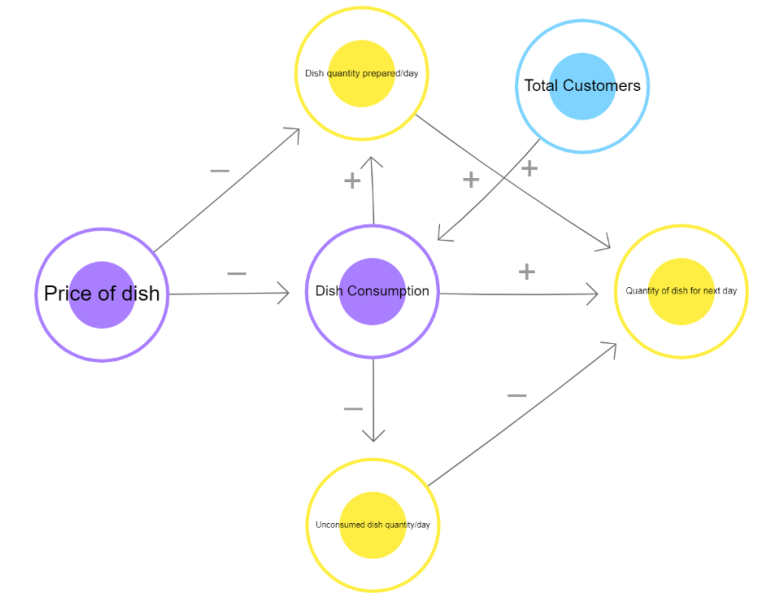 Dish quantity prepared/day
Total Customers
−
+
+
+
Price of dish
−
Dish Consumption
+
Quantity of dish for next day
−
−
Unconsumed dish quantity/day